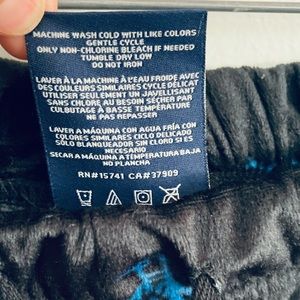 MACHINE WASH COLD WITH LIKE COLORS
GENTLE CYCLE
ONLY NON-CHLORINE BLEACH IF NEEDED
TUMBLE DRY LOW
DO NOT IRON
LAVER À LA MACHINE À L'EAU FROIDE AVEC
DES COULEURS SIMILAIRES CYCLE DÉLICAT
UTILISER SEULEMENT UN JAVELLISANT
SANS CHLORE AU BESOIN SÉCHER PAR
CULBUTAGE À BASSE TEMPÉRATURE
NE PAS REPASSER
LAVAR A MÁQUINA CON AGUA FRÍA CON
COLORES SIMILARES CICLO DELICADO
SÓLO BLANQUEADOR SIN CLORO SI ES
NECESARIO
SECAR A MÁQUINA A TEMPERATURA BAJA
NO PLANCHA
RN#15741 CA#37909